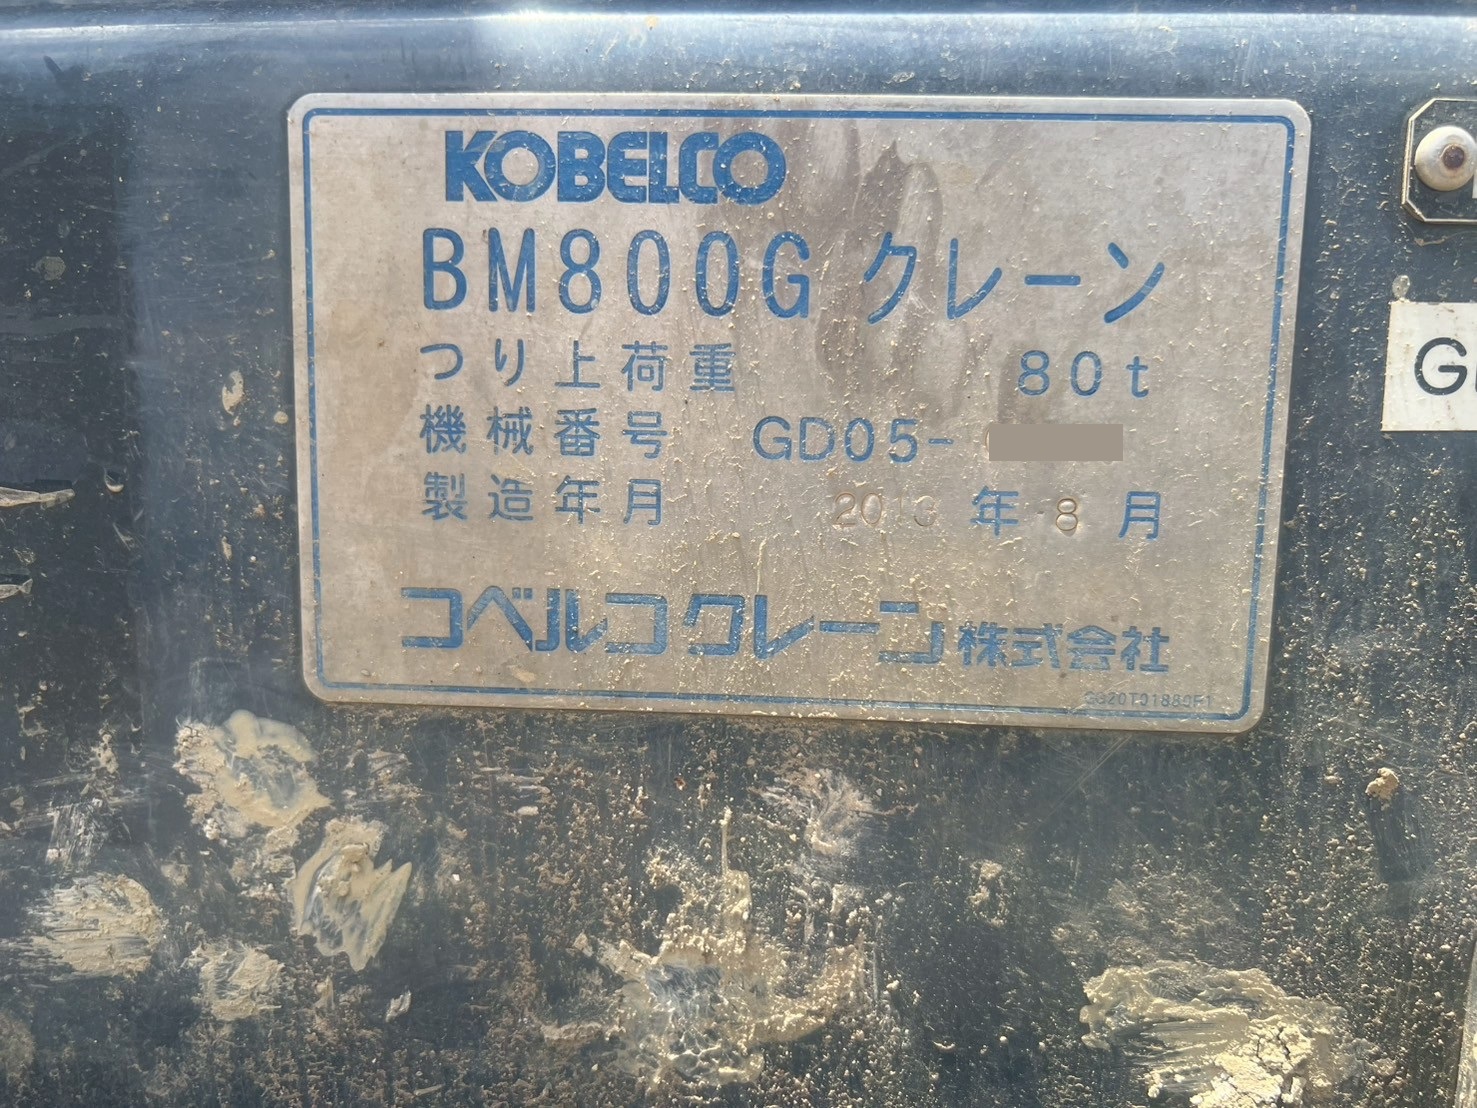 KOBELCO
BM800G クレーン
つり上荷重 80t
機械番号 GD05-
製造年月 年 8 月
コベルコクレーン株式会社